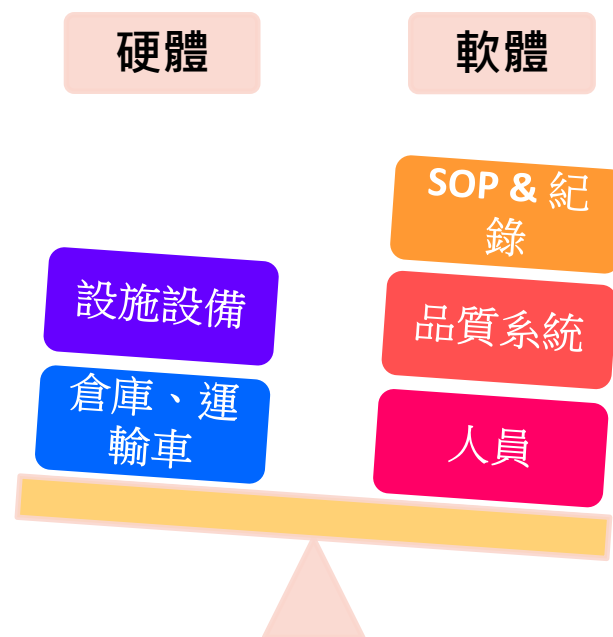 硬體
軟體
SOP & 紀
錄
設施設備
品質系統
倉庫、運
輸車
人員